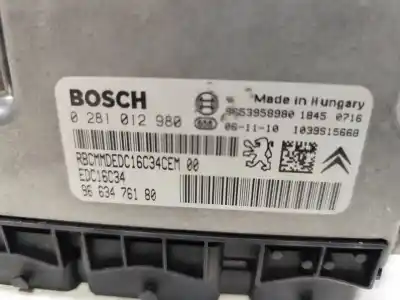 BOSCH
Made in Hungary
9653958980 1845 0716
0 281 012 980
06-11-10 1039S15668
RBCMMDEDC16C34CEM 00
EDC16C34
96 634 761 80